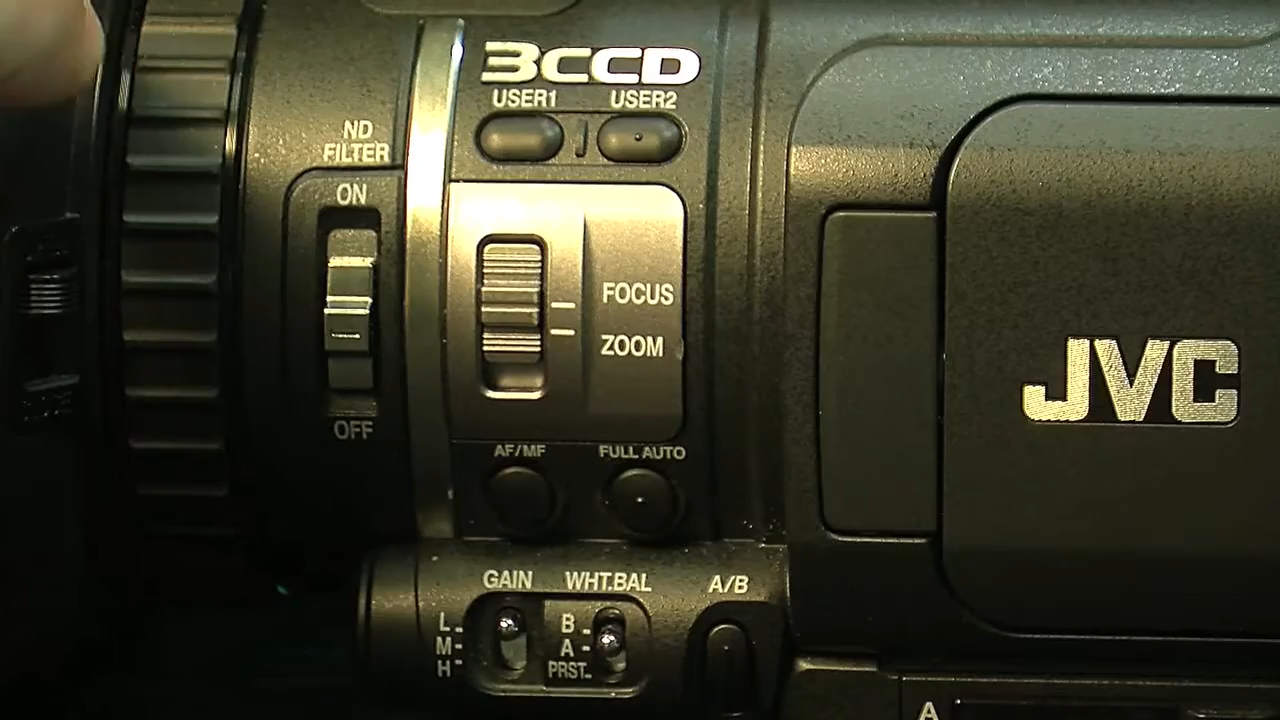 3CCD
USER1 USER2
ND
FILTER
ON
FOCUS
ZOOM
OFF
AF/MF FULL AUTO
JVC
GAIN WHT.BAL A/B
L
M
H
B
A
PRST
A